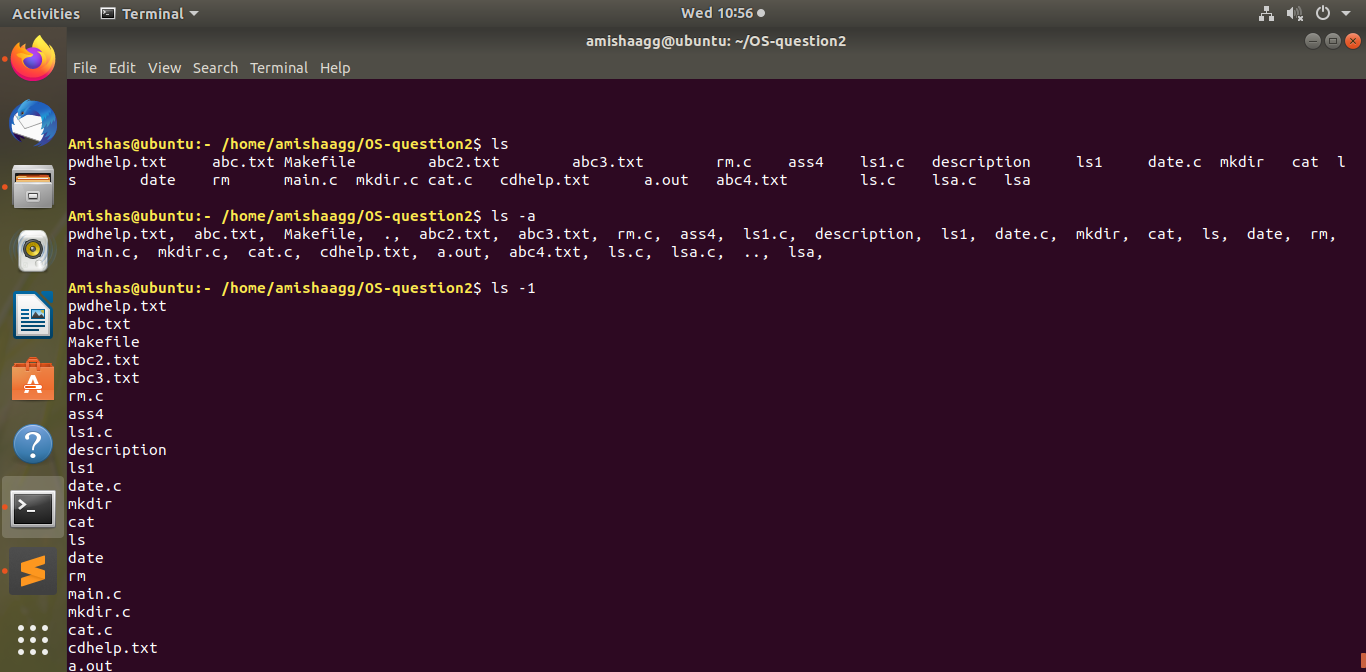 Activities Terminal Wed 10:56
amishaagg@ubuntu: ~/OS-question2
File Edit View Search Terminal Help
Amishas@ubuntu:- /home/amishaagg/OS-question2$ ls
pwdhelp.txt abc.txt Makefile abc2.txt abc3.txt rm.c ass4 ls1.c description ls1 date.c mkdir cat l
s date rm main.c mkdir.c cat.c cdhelp.txt a.out abc4.txt ls.c lsa.c lsa
Amishas@ubuntu:- /home/amishaagg/OS-question2$ ls -a
pwdhelp.txt, abc.txt, Makefile, ., abc2.txt, abc3.txt, rm.c, ass4, ls1.c, description, ls1, date.c, mkdir, cat, ls, date, rm,
main.c, mkdir.c, cat.c, cdhelp.txt, a.out, abc4.txt, ls.c, lsa.c, .., lsa,
Amishas@ubuntu:- /home/amishaagg/OS-question2$ ls -1
pwdhelp.txt
abc.txt
Makefile
abc2.txt
abc3.txt
rm.c
ass4
ls1.c
description
ls1
date.c
mkdir
cat
ls
date
rm
main.c
mkdir.c
cat.c
cdhelp.txt
a.out